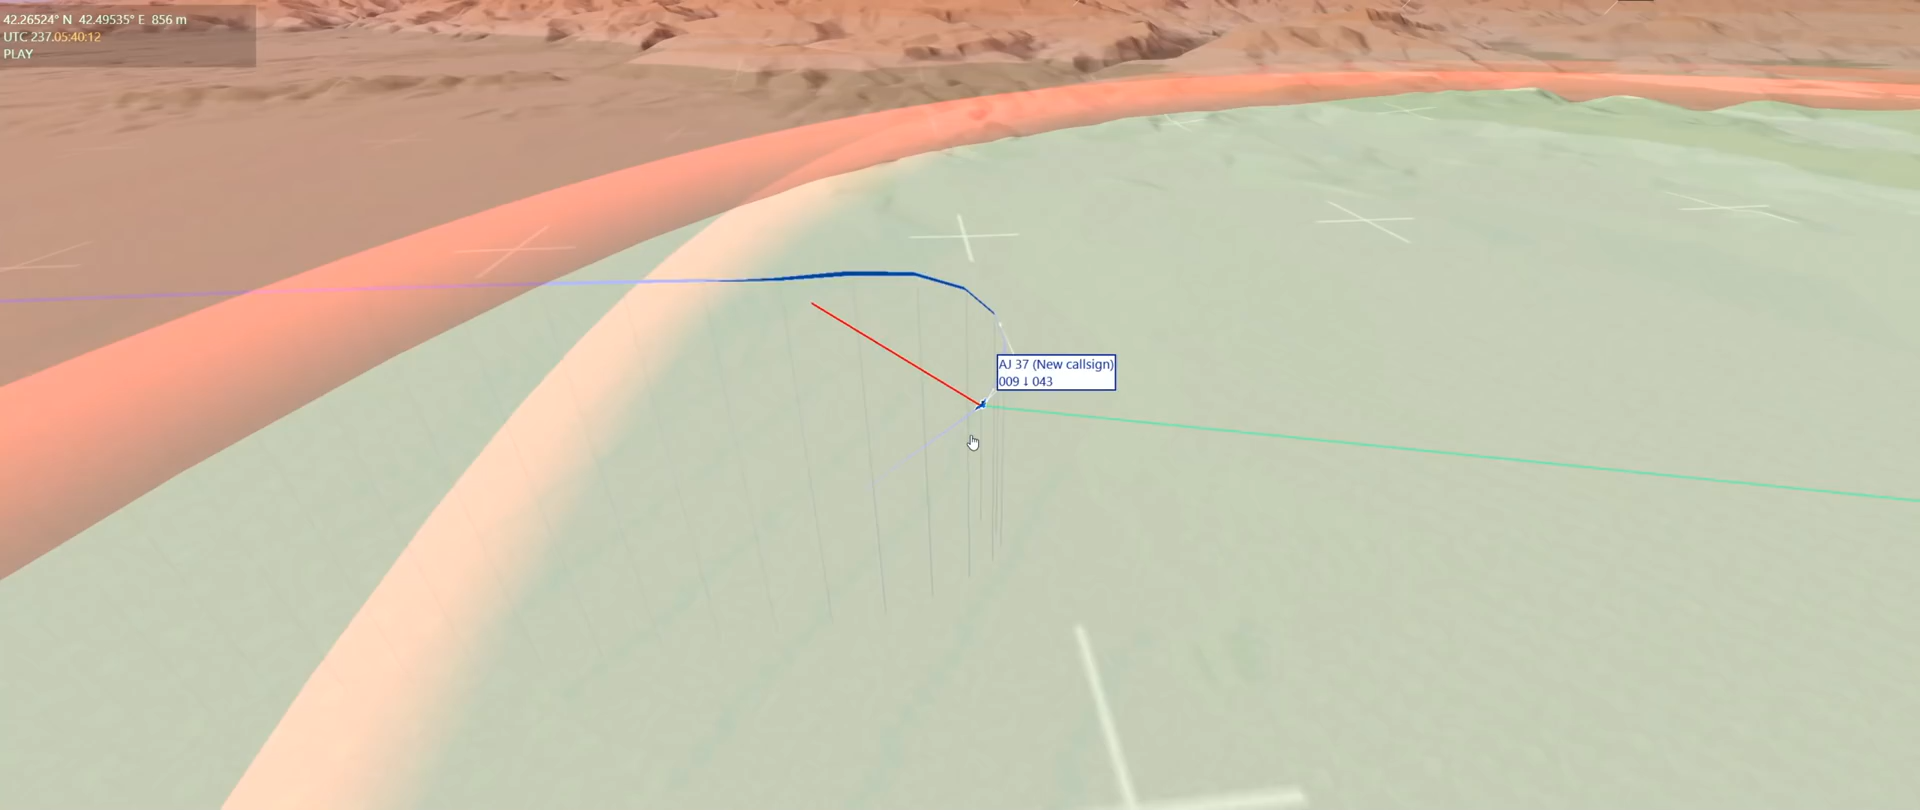 42.26524° N  42.49535° E  856 m
UTC 237.05:40:12
PLAY
AJ 37 (New callsign)
009 ↓ 043